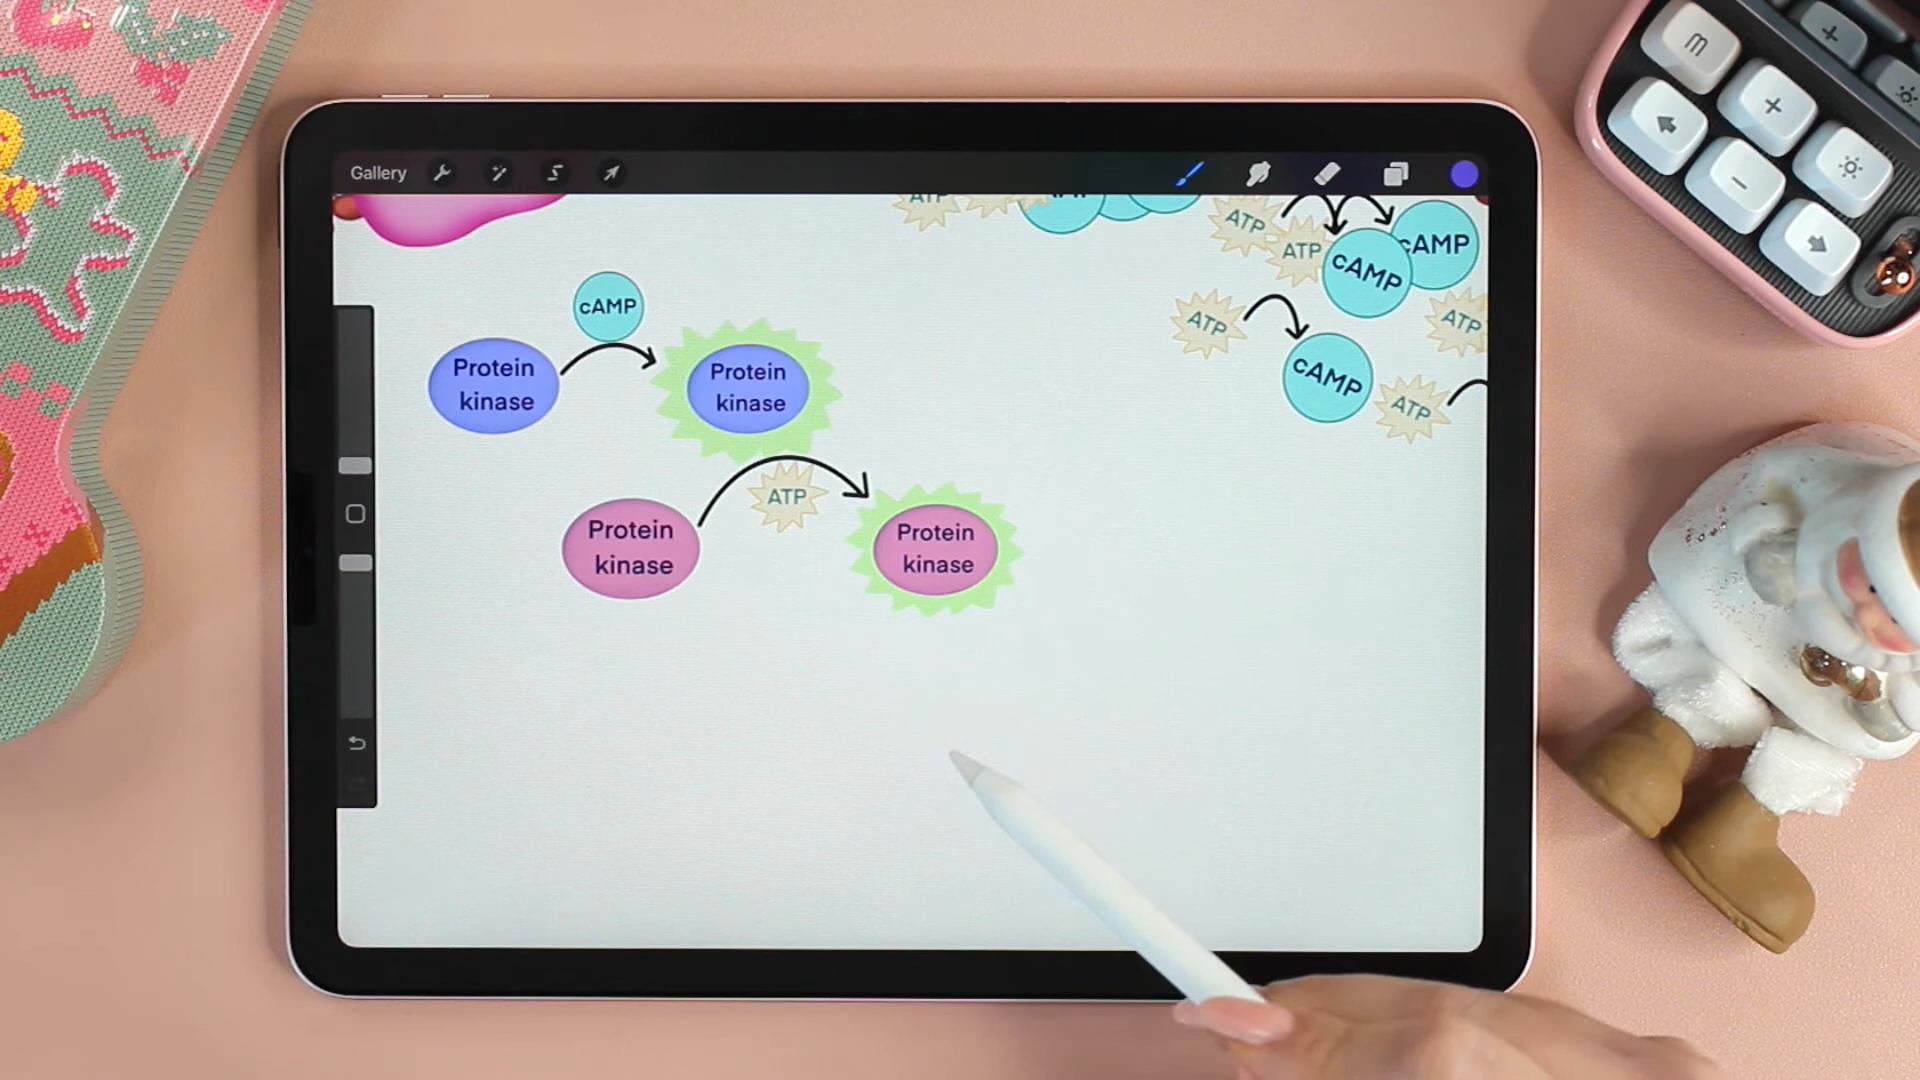 Gallery
ATP
ATP
ATP
cAMP
cAMP
cAMP
ATP
ATP
Protein
kinase
Protein
kinase
cAMP
ATP
ATP
Protein
kinase
Protein
kinase
m